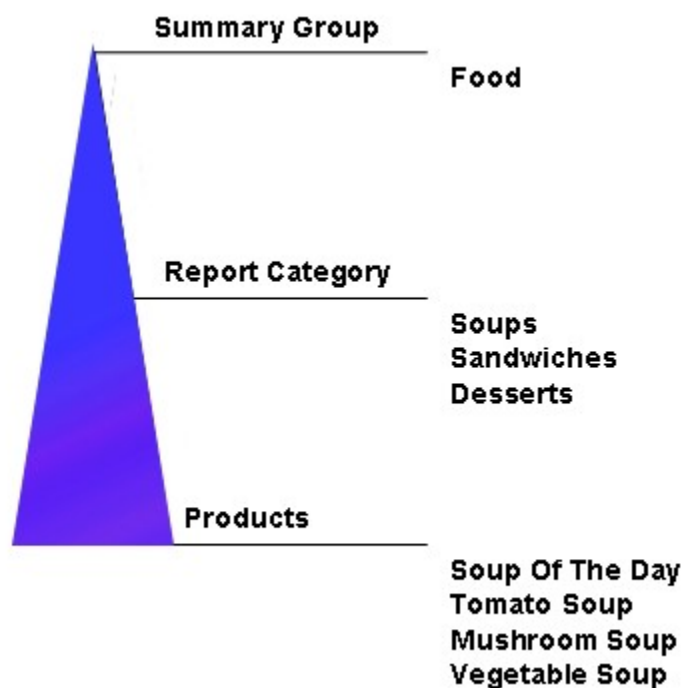 Summary Group
Food
Report Category
Soups
Sandwiches
Desserts
Products
Soup Of The Day
Tomato Soup
Mushroom Soup
Vegetable Soup